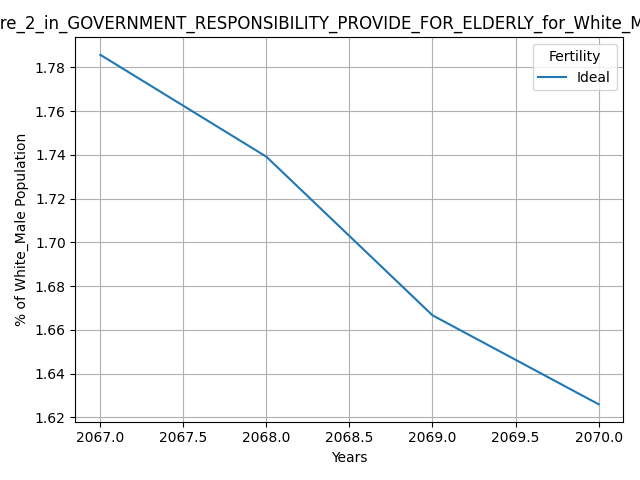 re_2_in_GOVERNMENT_RESPONSIBILITY_PROVIDE_FOR_ELDERLY_for_White_M
Fertility
Ideal
1.78
1.76
1.74
1.72
1.70
1.68
1.66
1.64
1.62
% of White_Male Population
2067.0 2067.5 2068.0 2068.5 2069.0 2069.5 2070.0
Years